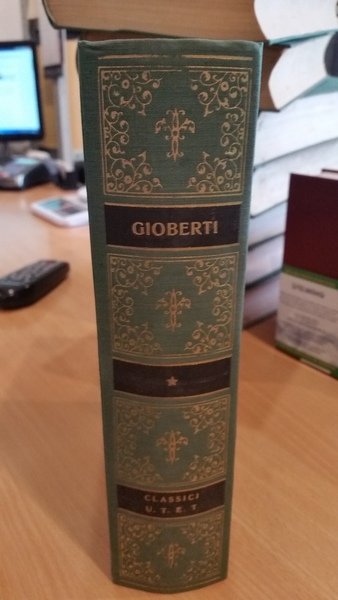 GIOBERTI
CLASSICI
U. T. E. T